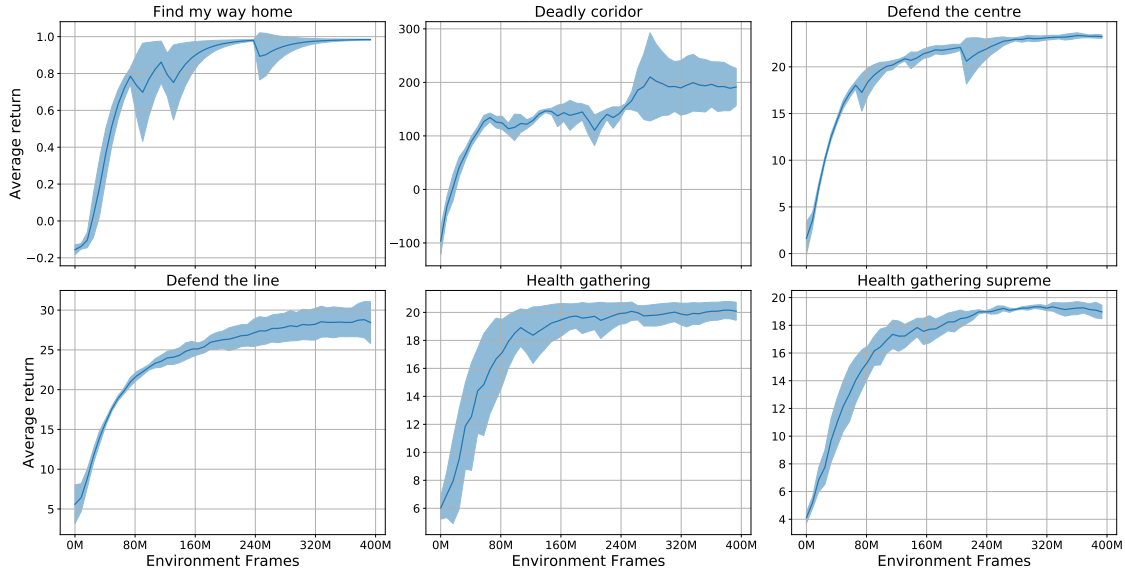 Find my way home
Deadly coridor
Defend the centre
Average return
1.0
0.8
0.6
0.4
0.2
0.0
−0.2
300
200
100
0
−100
20
15
10
5
0
Defend the line
Health gathering
Health gathering supreme
Average return
30
25
20
15
10
5
20
18
16
14
12
10
8
6
20
18
16
14
12
10
8
6
4
0M 80M 160M 240M 320M 400M
0M 80M 160M 240M 320M 400M
0M 80M 160M 240M 320M 400M
Environment Frames
Environment Frames
Environment Frames